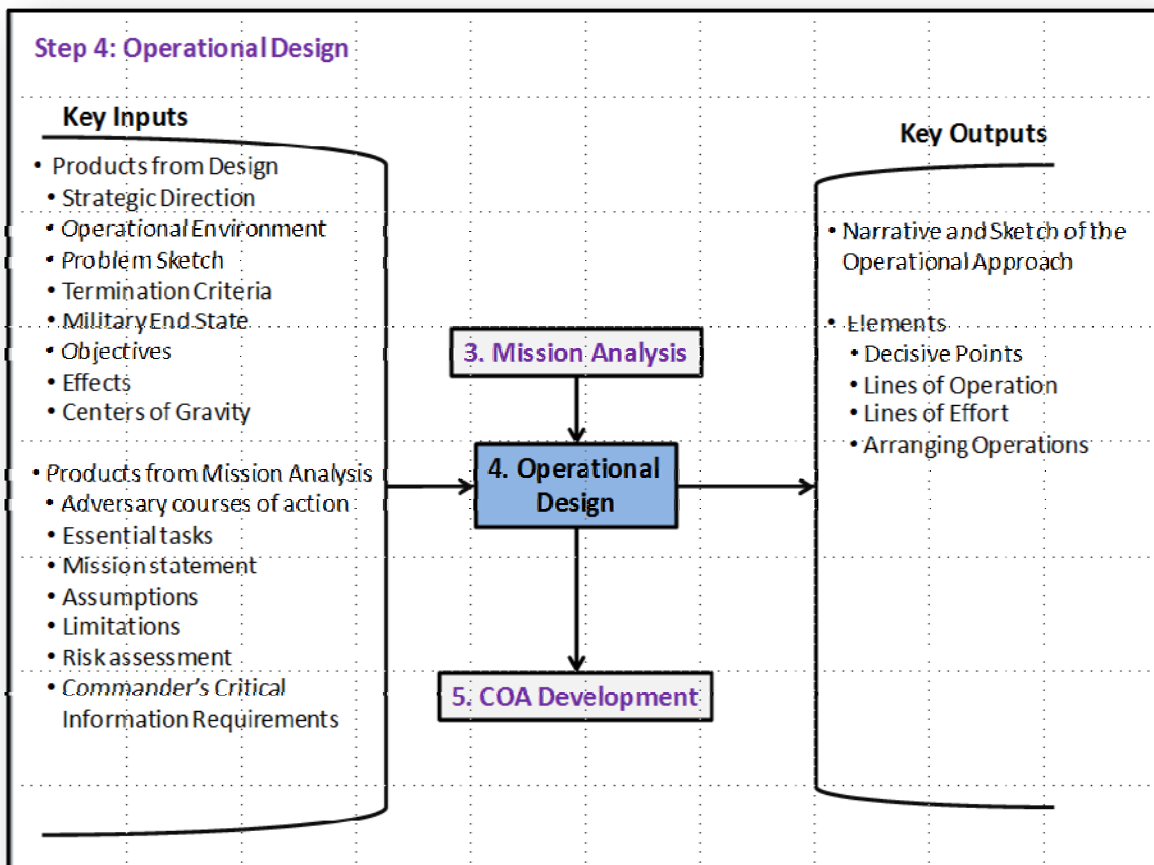 Step 4: Operational Design
Key Inputs
• Products from Design
• Strategic Direction
• Operational Environment
• Problem Sketch
• Termination Criteria
• Military End State
• Objectives
• Effects
• Centers of Gravity
• Products from Mission Analysis
• Adversary courses of action
• Essential tasks
• Mission statement
• Assumptions
• Limitations
• Risk assessment
• Commander's Critical
Information Requirements
3. Mission Analysis
4. Operational
Design
5. COA Development
Key Outputs
• Narrative and Sketch of the
Operational Approach
• Elements
• Decisive Points
• Lines of Operation
• Lines of Effort
• Arranging Operations